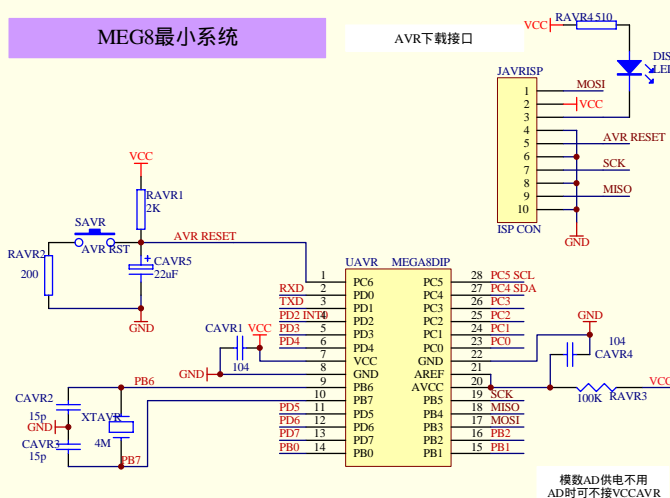 MEG8最小系统
AVR下载接口
VCC
RAVR4 510
DIS
LED
JAVRISP
1 MOSI
2 VCC
3
4
5 AVR RESET
6
7 SCK
8
9 MISO
10
ISP CON
GND
VCC
RAVR1
2K
SAVR
AVR RST
AVR RESET
RAVR2
200
CAVR5
22uF
GND
UAVR MEGA8DIP
1 PC6
RXD 2 PD0
TXD 3 PD1
PD2 INT0 4 PD2
PD3 5 PD3
PD4 6 PD4
7 VCC
8 GND
9 PB6
10 PB7
PD5 11 PD5
PD6 12 PD6
PD7 13 PD7
PB0 14 PB0
PC5 28 PC5 SCL
PC4 27 PC4 SDA
PC3 26 PC3
PC2 25 PC2
PC1 24 PC1
PC0 23 PC0
GND 22
AREF 21
AVCC 20
PB5 19 SCK
PB4 18 MISO
PB3 17 MOSI
PB2 16 PB2
PB1 15 PB1
CAVR1
VCC
104
GND
PB6
CAVR2
15p
GND
XTAVR
4M
CAVR3
15p
PB7
GND
104
CAVR4
100K RAVR3
VCC
模数AD供电不用
AD时可不接VCCAVR